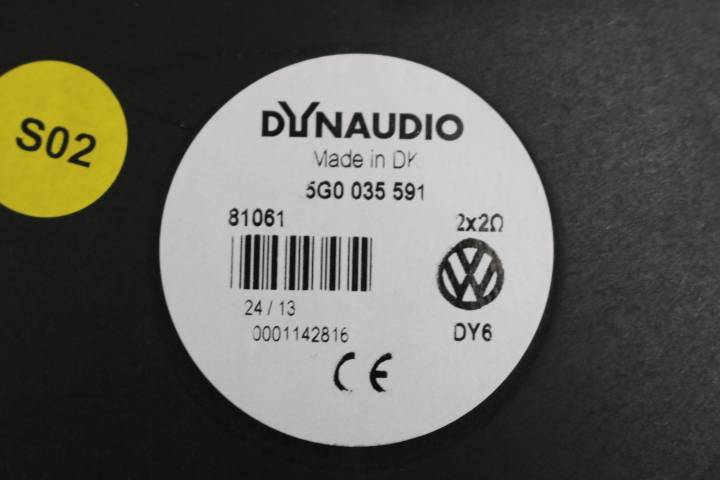 S02
DYNAUDIO
Made in DK
5G0 035 591
81061
2x2Ω
24 / 13
0001142816
DY6
CE